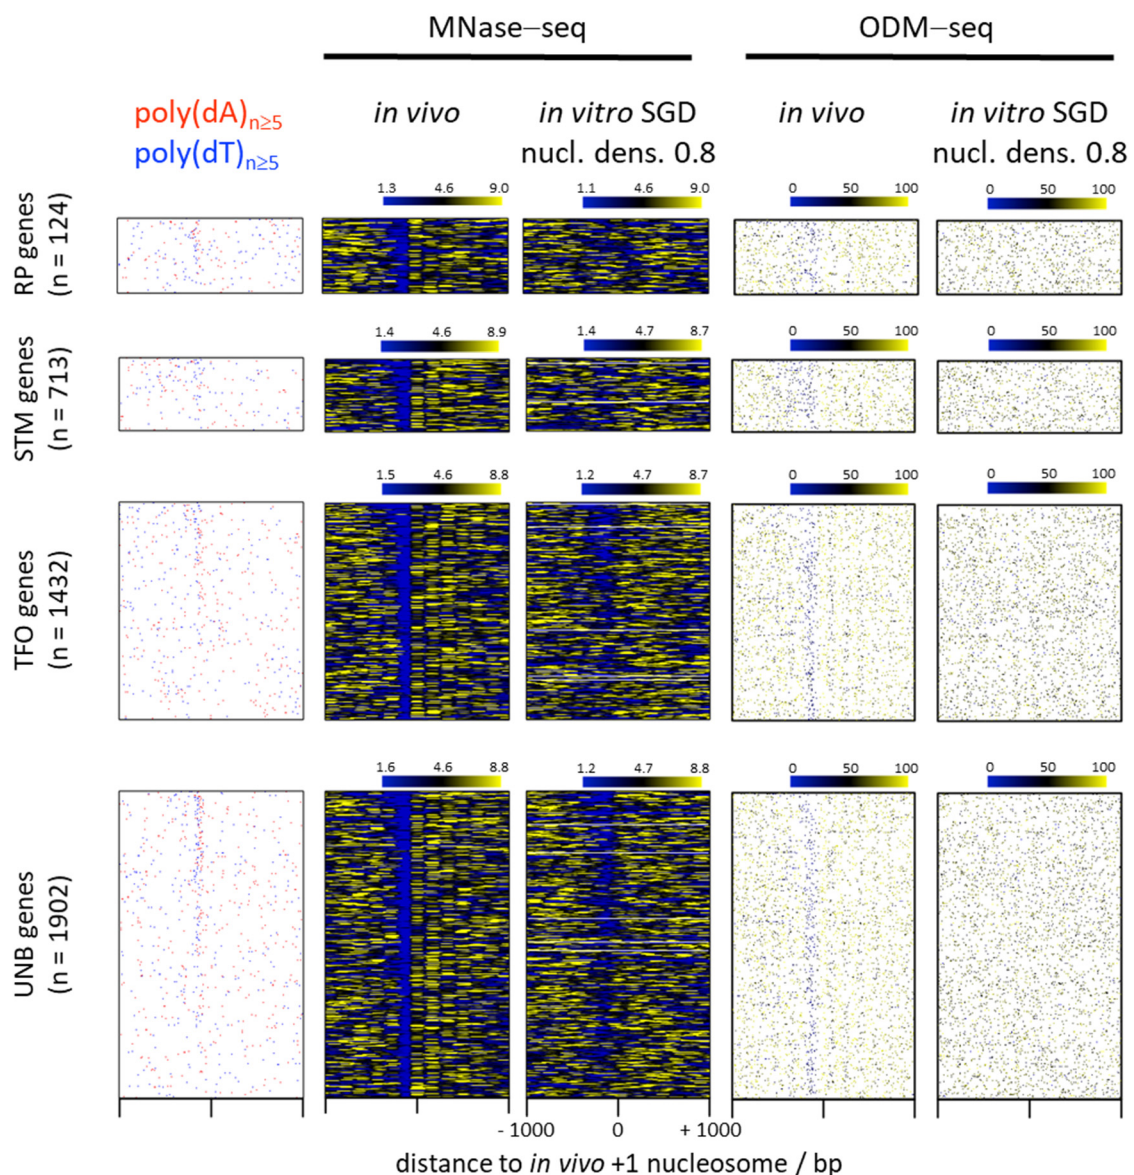 MNase–seq ODM–seq
poly(dA)n≥5 in vivo in vitro SGD in vivo in vitro SGD
poly(dT)n≥5 nucl. dens. 0.8 nucl. dens. 0.8
RP genes
(n = 124)
1.3 4.6 9.0 1.1 4.6 9.0 0 50 100 0 50 100
STM genes
(n = 713)
1.4 4.6 8.9 1.4 4.7 8.7 0 50 100 0 50 100
TFO genes
(n = 1432)
1.5 4.6 8.8 1.2 4.7 8.7 0 50 100 0 50 100
UNB genes
(n = 1902)
1.6 4.6 8.8 1.2 4.7 8.8 0 50 100 0 50 100
- 1000 0 + 1000
distance to in vivo +1 nucleosome / bp